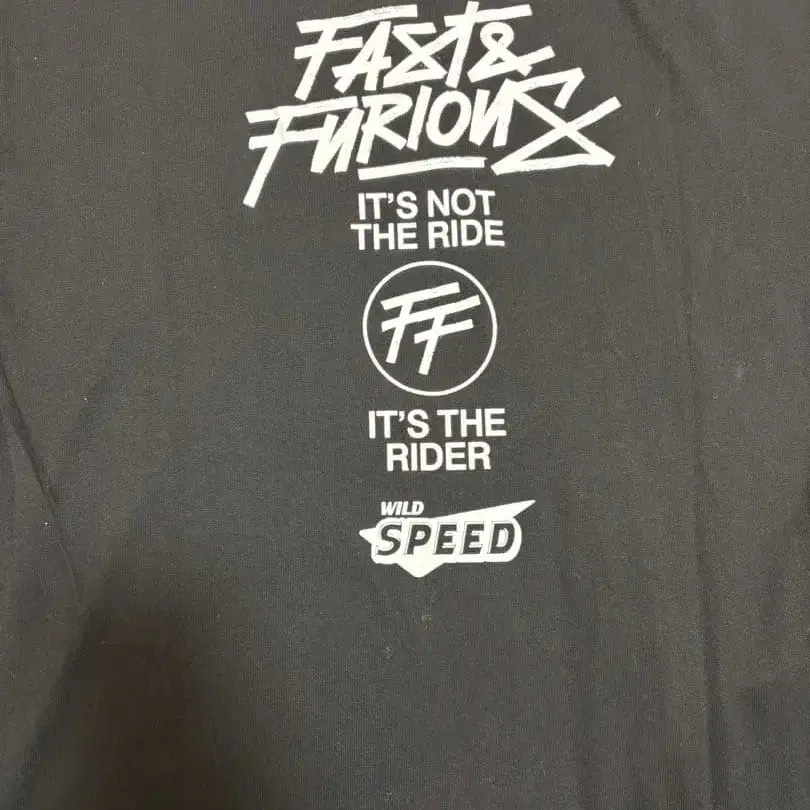 FAST &
FURIOUS
IT'S NOT
THE RIDE
FF
IT'S THE
RIDER
WILD
SPEED